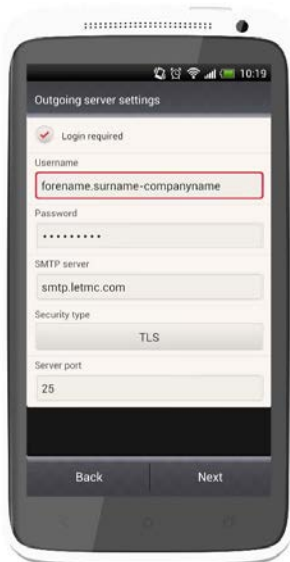 10:19
Outgoing server settings
Login required
Username
forename.surname-companyname
Password
•••••••••
SMTP server
smtp.letmc.com
Security type
TLS
Server port
25
Back Next